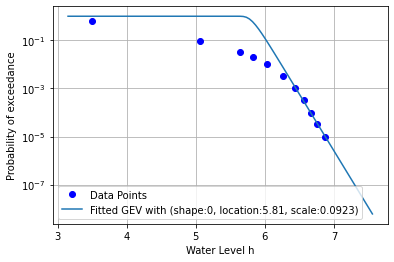 10⁻¹
10⁻³
10⁻⁵
10⁻⁷
Probability of exceedance
Data Points
Fitted GEV with (shape:0, location:5.81, scale:0.0923)
3 4 5 6 7
Water Level h